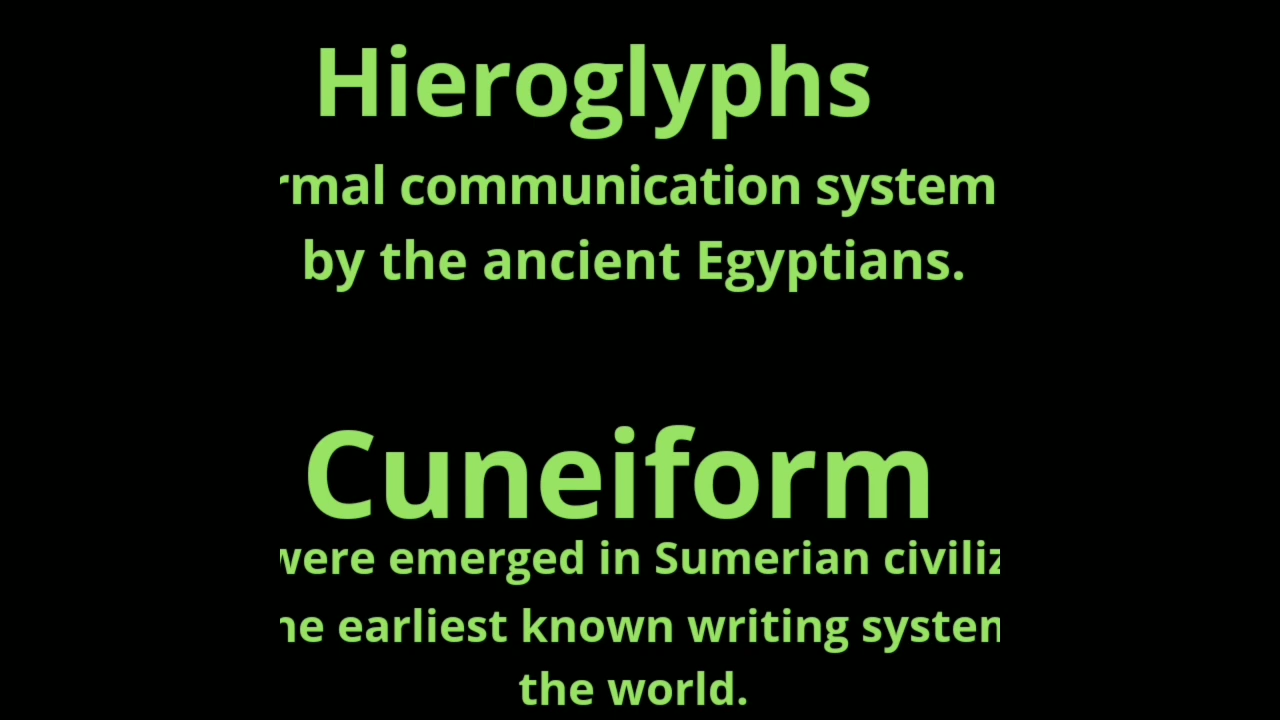 Hieroglyphs
rmal communication system
by the ancient Egyptians.
Cuneiform
were emerged in Sumerian civiliz
he earliest known writing system
the world.